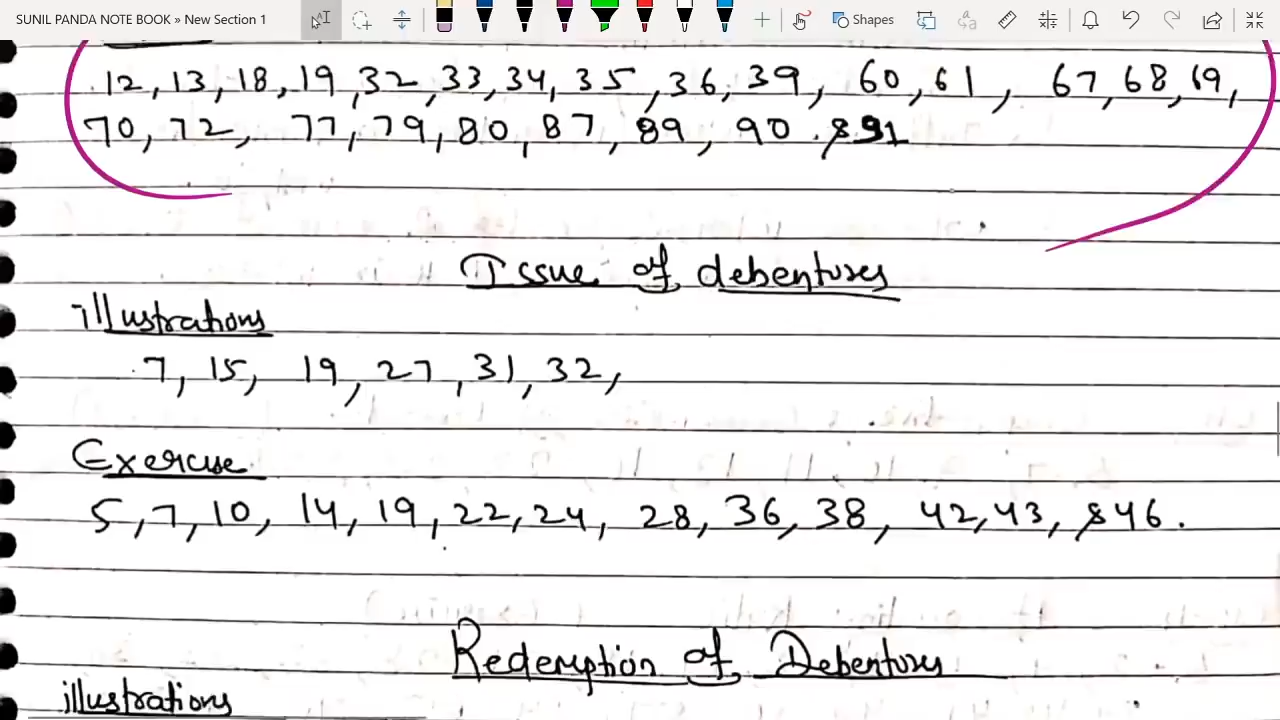 SUNIL PANDA NOTE BOOK » New Section 1
Shapes
12, 13, 18, 19, 32, 33, 34, 35, 36, 39, 60, 61, 67, 68, 69,
70, 72, 77, 79, 80, 87, 89, 90 & 91
Issue of debentures
illustrations
7, 15, 19, 27, 31, 32,
Exercise
5, 7, 10, 14, 19, 22, 24, 28, 36, 38, 42, 43, & 46.
Redemption of Debentures
illustrations